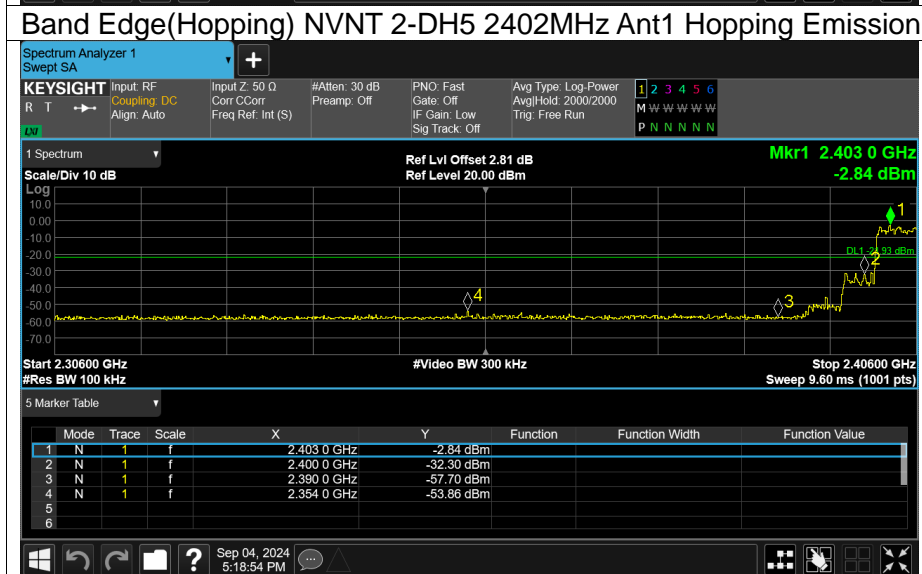 Band Edge(Hopping) NVNT 2-DH5 2402MHz Ant1 Hopping Emission
Spectrum Analyzer 1
Swept SA
+
KEYSIGHT Input: RF Input Z: 50 Ω #Atten: 30 dB PNO: Fast Avg Type: Log-Power 1 2 3 4 5 6
R T Coupling: DC Corr CCorr Preamp: Off Gate: Off Avg|Hold: 2000/2000 M W W W W W W
Align: Auto Freq Ref: Int (S) IF Gain: Low Trig: Free Run
LXI Sig Track: Off P N N N N N
1 Spectrum Ref Lvl Offset 2.81 dB Mkr1 2.403 0 GHz
Scale/Div 10 dB Ref Level 20.00 dBm -2.84 dBm
Log
10.0
1
0.00
-10.0
-20.0
2
-30.0
-40.0
4
3
-50.0
-60.0
-70.0
Start 2.30600 GHz #Video BW 300 kHz Stop 2.40600 GHz
#Res BW 100 kHz Sweep 9.60 ms (1001 pts)
5 Marker Table
Mode Trace Scale X Y Function Function Width Function Value
1 N 1 f 2.403 0 GHz -2.84 dBm
2 N 1 f 2.400 0 GHz -32.30 dBm
3 N 1 f 2.390 0 GHz -57.70 dBm
4 N 1 f 2.354 0 GHz -53.86 dBm
5
6
? Sep 04, 2024
5:18:54 PM